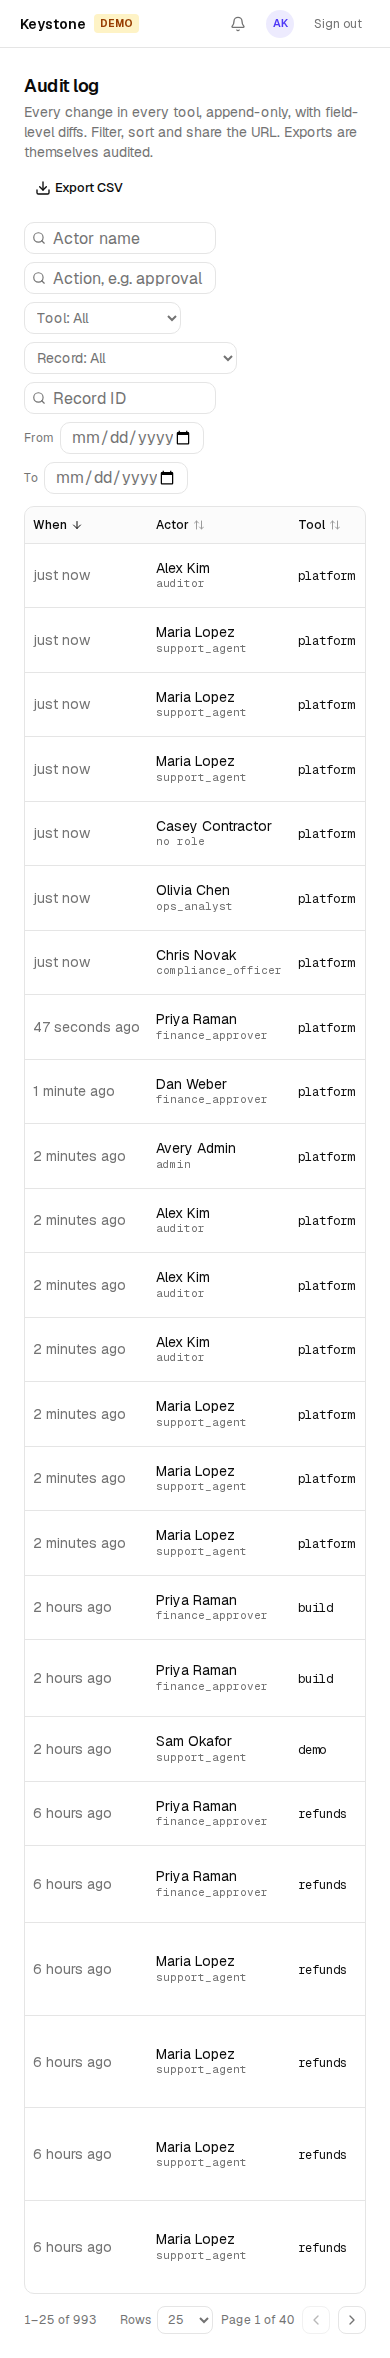 Keystone DEMO AK Sign out
Audit log
Every change in every tool, append-only, with field-
level diffs. Filter, sort and share the URL. Exports are
themselves audited.
Export CSV
Actor name
Action, e.g. approval
Tool: All
Record: All
Record ID
From mm/dd/yyyy
To mm/dd/yyyy
When Actor Tool
just now Alex Kim platform
auditor
just now Maria Lopez platform
support_agent
just now Maria Lopez platform
support_agent
just now Maria Lopez platform
support_agent
just now Casey Contractor platform
no role
just now Olivia Chen platform
ops_analyst
just now Chris Novak platform
compliance_officer
47 seconds ago Priya Raman platform
finance_approver
1 minute ago Dan Weber platform
finance_approver
2 minutes ago Avery Admin platform
admin
2 minutes ago Alex Kim platform
auditor
2 minutes ago Alex Kim platform
auditor
2 minutes ago Alex Kim platform
auditor
2 minutes ago Maria Lopez platform
support_agent
2 minutes ago Maria Lopez platform
support_agent
2 minutes ago Maria Lopez platform
support_agent
2 hours ago Priya Raman build
finance_approver
2 hours ago Priya Raman build
finance_approver
2 hours ago Sam Okafor demo
support_agent
6 hours ago Priya Raman refunds
finance_approver
6 hours ago Priya Raman refunds
finance_approver
6 hours ago Maria Lopez refunds
support_agent
6 hours ago Maria Lopez refunds
support_agent
6 hours ago Maria Lopez refunds
support_agent
6 hours ago Maria Lopez refunds
support_agent
1–25 of 993 Rows 25 Page 1 of 40